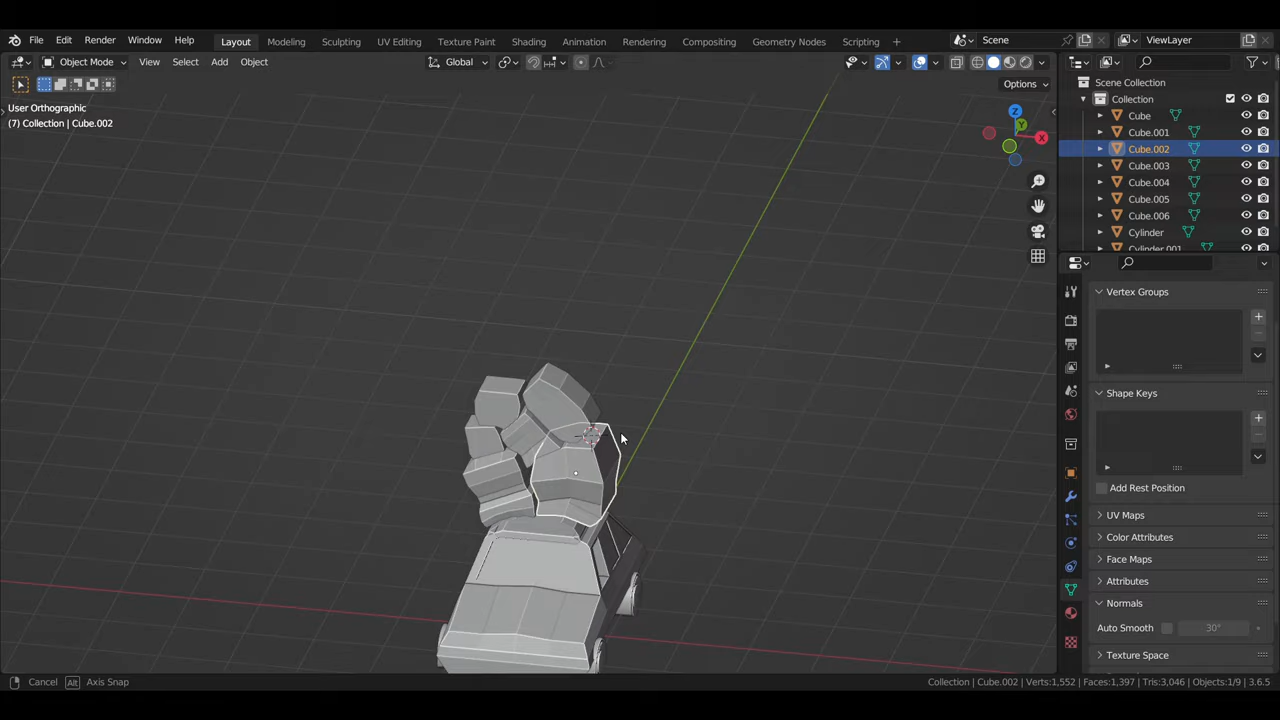 File Edit Render Window Help Layout Modeling Sculpting UV Editing Texture Paint Shading Animation Rendering Compositing Geometry Nodes Scripting + Scene ViewLayer
Object Mode View Select Add Object Global
Options
User Orthographic
(7) Collection | Cube.002
Z
Y
X
Scene Collection
Collection
Cube
Cube.001
Cube.002
Cube.003
Cube.004
Cube.005
Cube.006
Cylinder
Cylinder.001
Vertex Groups
Shape Keys
Add Rest Position
UV Maps
Color Attributes
Face Maps
Attributes
Normals
Auto Smooth 30°
Texture Space
Cancel Alt Axis Snap Collection | Cube.002 | Verts:1,552 | Faces:1,397 | Tris:3,046 | Objects:1/9 | 3.6.5